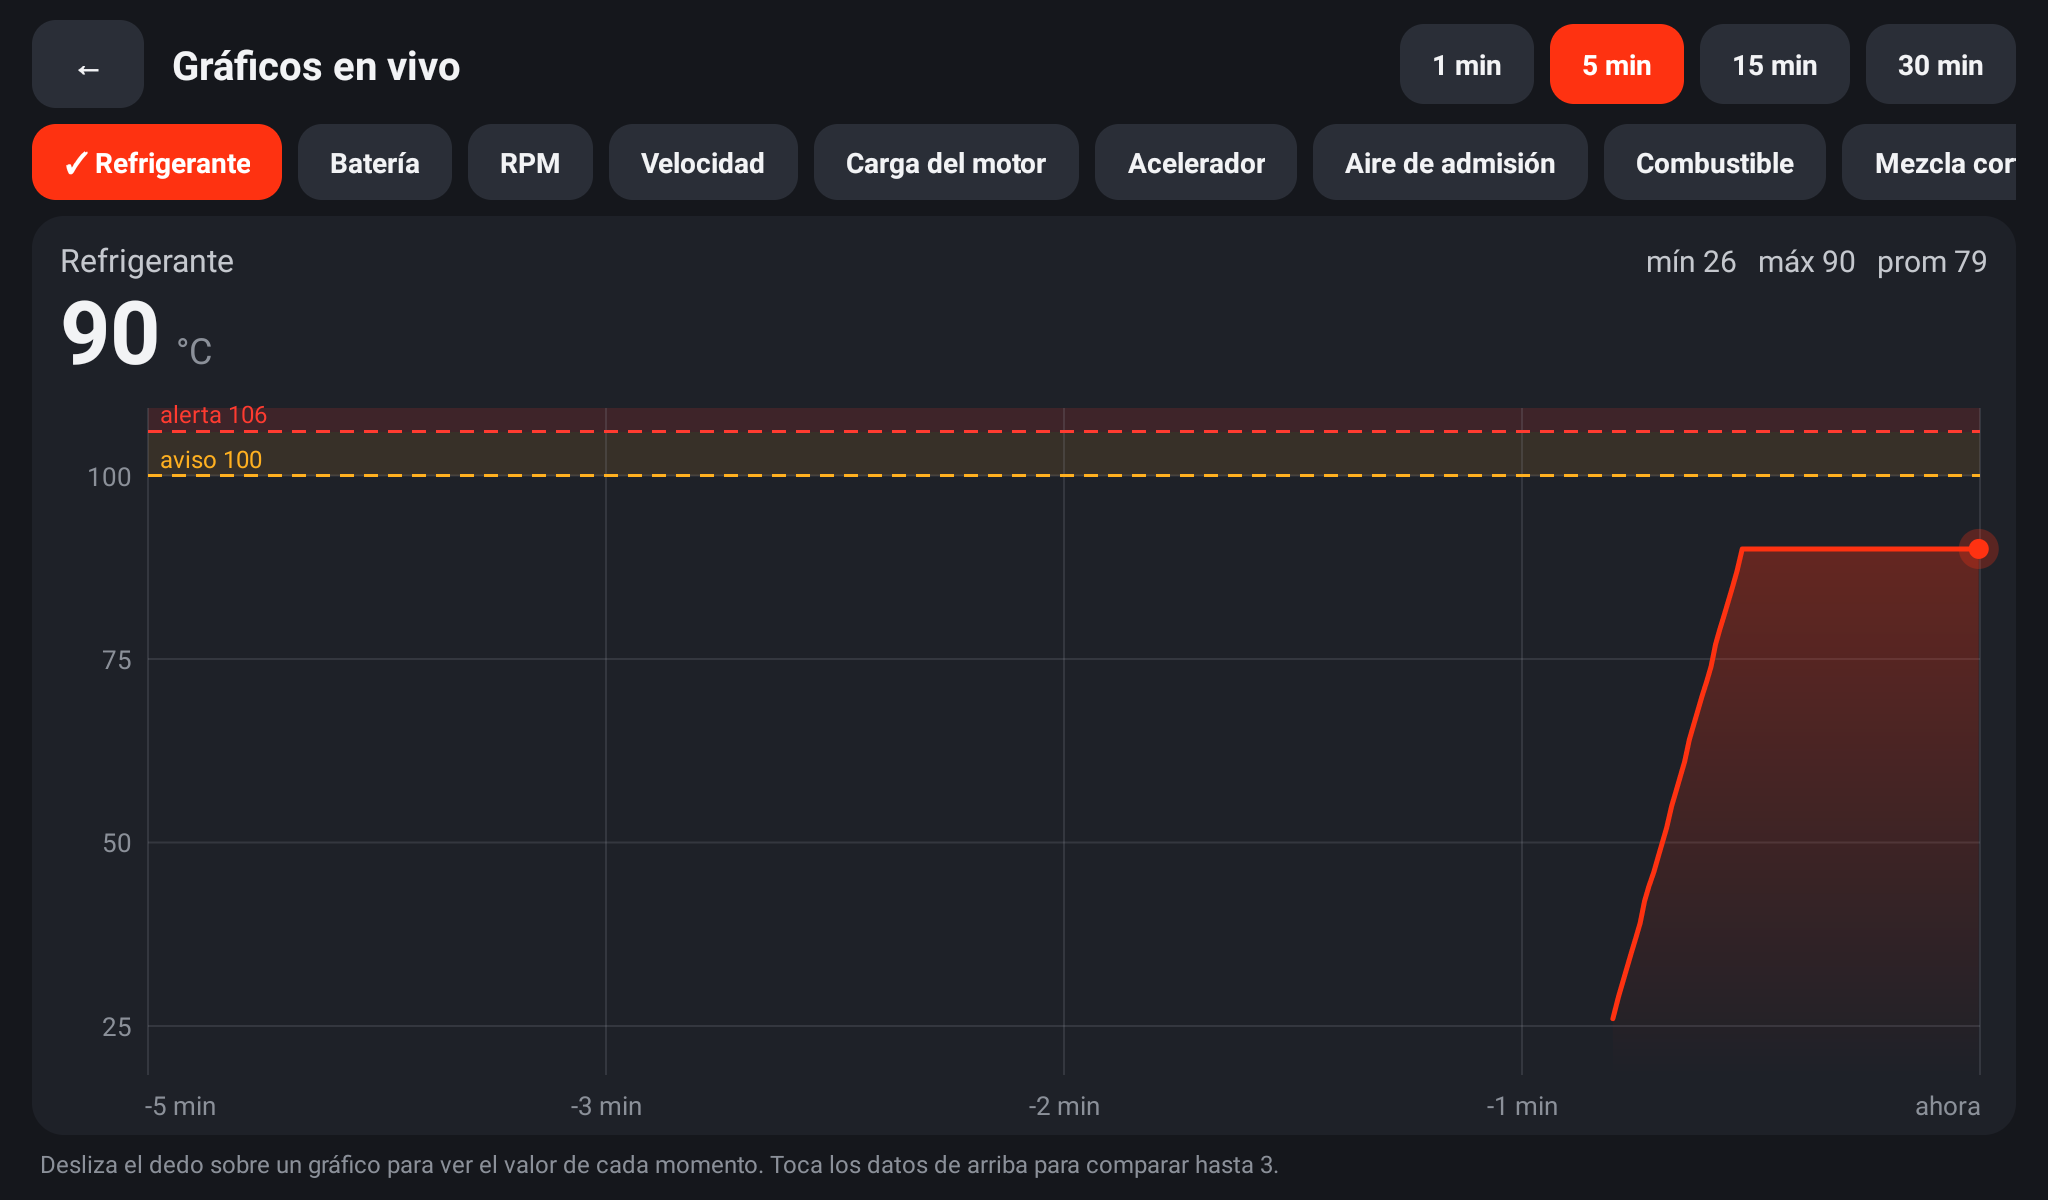 ←
Gráficos en vivo
1 min
5 min
15 min
30 min
✓ Refrigerante
Batería
RPM
Velocidad
Carga del motor
Acelerador
Aire de admisión
Combustible
Mezcla cor
Refrigerante
mín 26 máx 90 prom 79
90 °C
alerta 106
aviso 100
100
75
50
25
-5 min
-3 min
-2 min
-1 min
ahora
Desliza el dedo sobre un gráfico para ver el valor de cada momento. Toca los datos de arriba para comparar hasta 3.